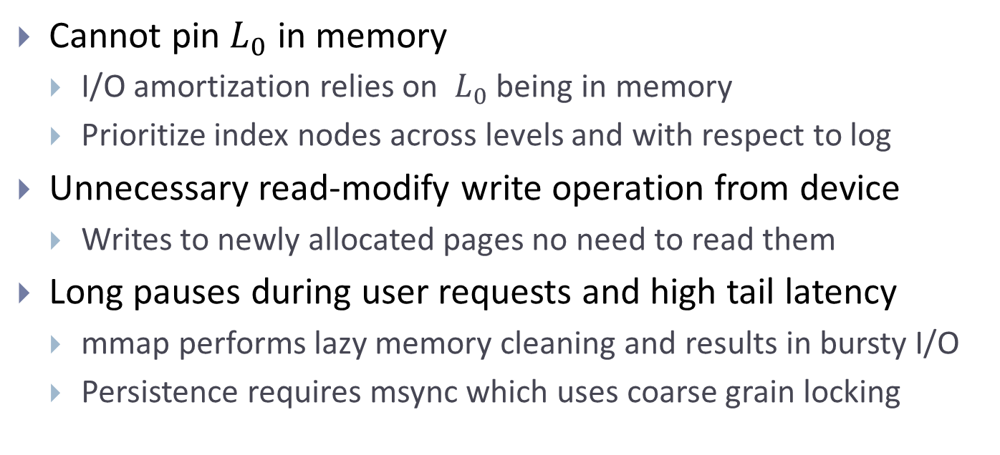 Cannot pin L₀ in memory
I/O amortization relies on L₀ being in memory
Prioritize index nodes across levels and with respect to log
Unnecessary read-modify write operation from device
Writes to newly allocated pages no need to read them
Long pauses during user requests and high tail latency
mmap performs lazy memory cleaning and results in bursty I/O
Persistence requires msync which uses coarse grain locking